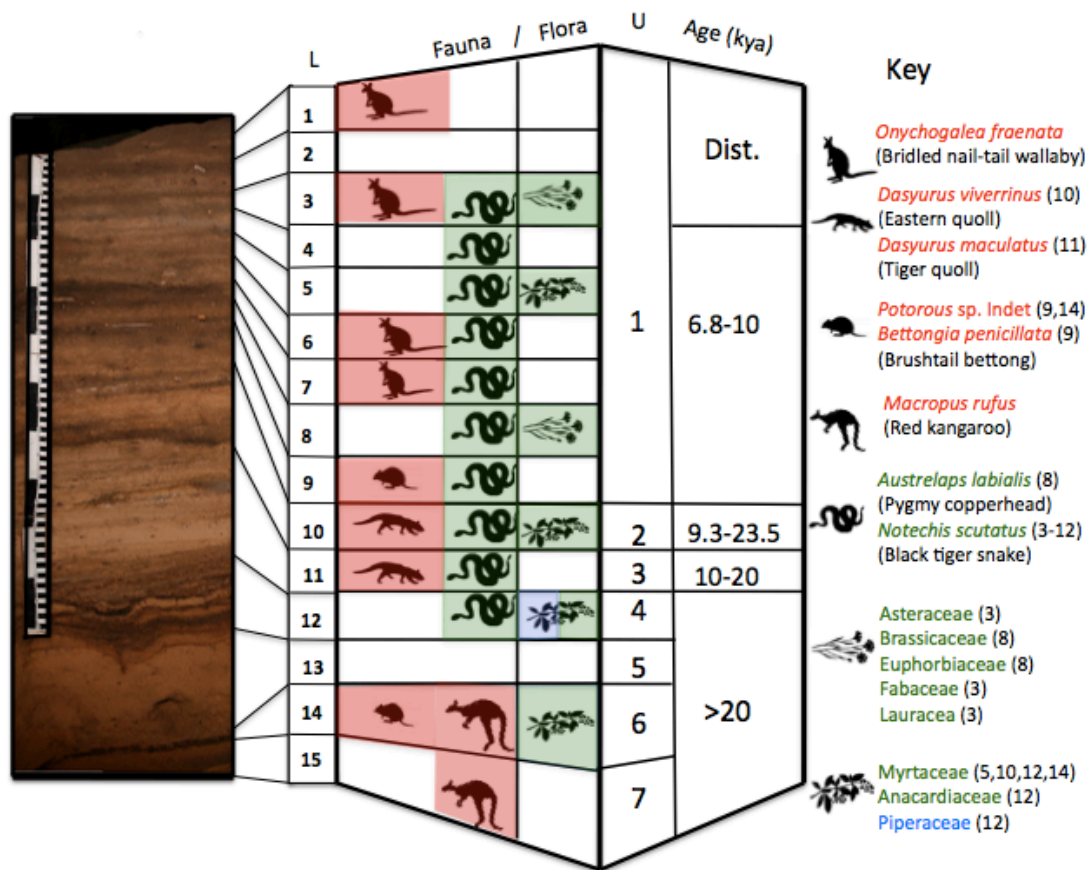 L Fauna / Flora U Age (kya)
Key
1
2
3
4
5
6
7
8
9
10
11
12
13
14
15
1
2
3
4
5
6
7
Dist.
6.8-10
9.3-23.5
10-20
>20
Onychogalea fraenata
(Bridled nail-tail wallaby)
Dasyurus viverrinus (10)
(Eastern quoll)
Dasyurus maculatus (11)
(Tiger quoll)
Potorous sp. Indet (9,14)
Bettongia penicillata (9)
(Brushtail bettong)
Macropus rufus
(Red kangaroo)
Austrelaps labialis (8)
(Pygmy copperhead)
Notechis scutatus (3-12)
(Black tiger snake)
Asteraceae (3)
Brassicaceae (8)
Euphorbiaceae (8)
Fabaceae (3)
Lauracea (3)
Myrtaceae (5,10,12,14)
Anacardiaceae (12)
Piperaceae (12)